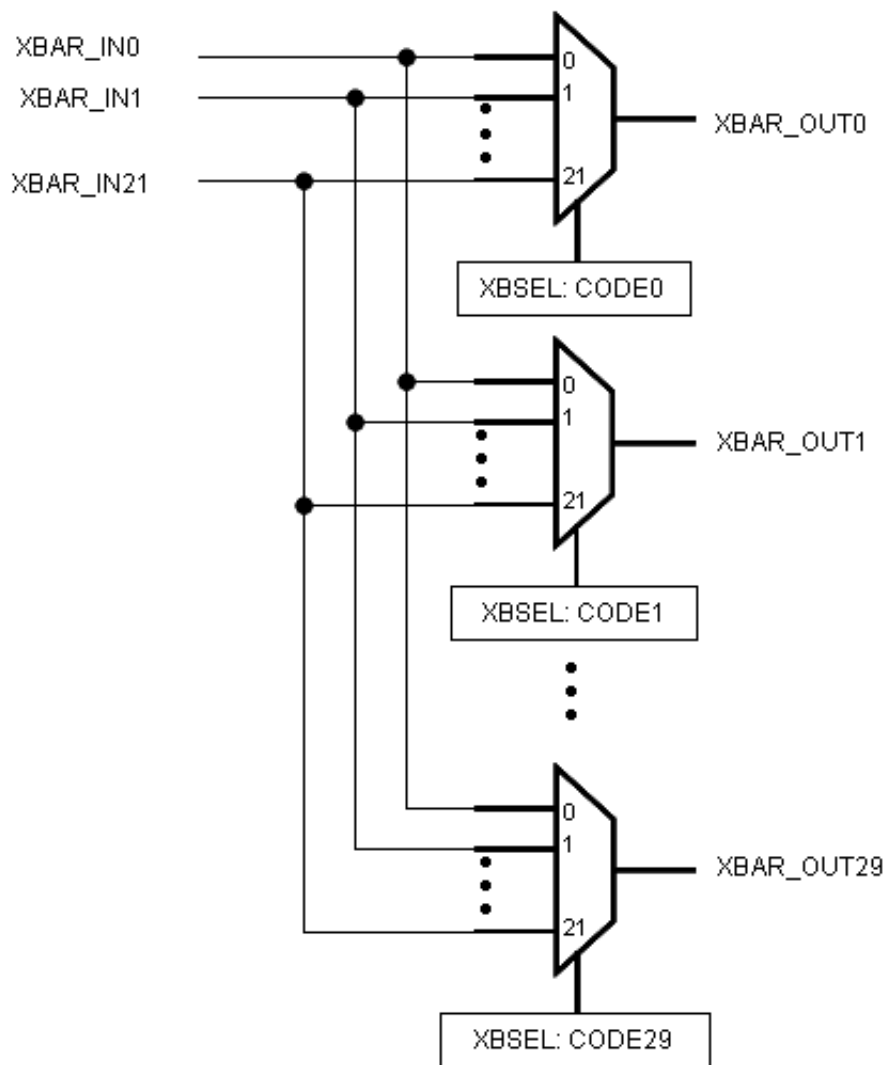 XBAR_IN0
XBAR_IN1
XBAR_IN21
0
1
21
XBAR_OUT0
XBSEL: CODE0
0
1
21
XBAR_OUT1
XBSEL: CODE1
0
1
21
XBAR_OUT29
XBSEL: CODE29